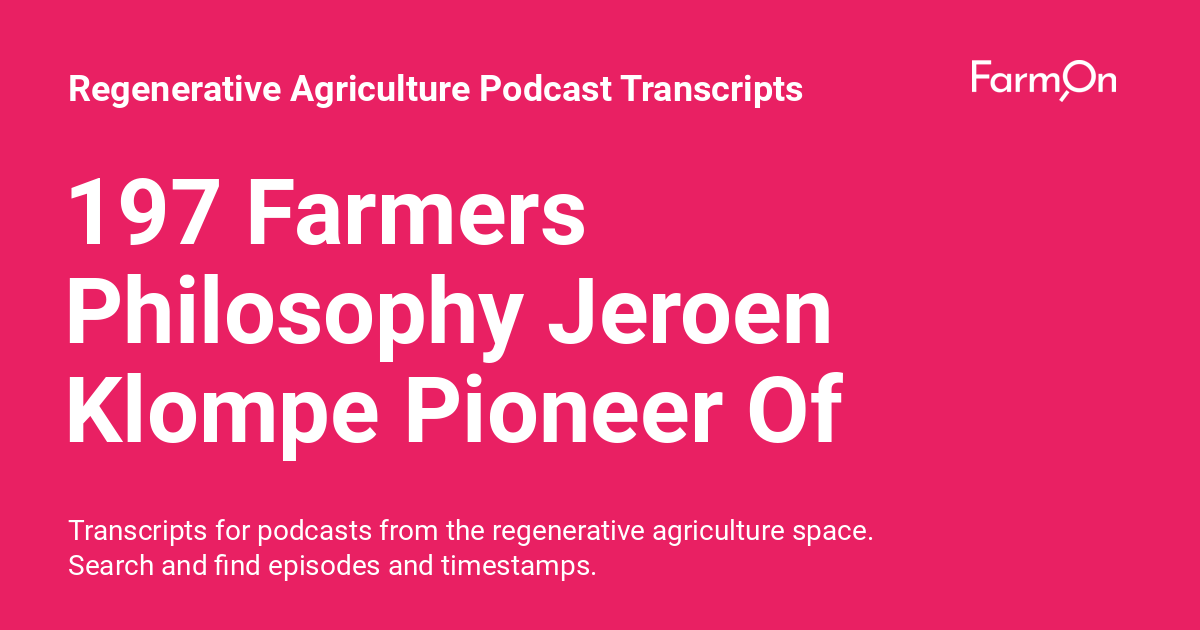 Regenerative Agriculture Podcast Transcripts
FarmOn
197 Farmers
Philosophy Jeroen
Klompe Pioneer Of
Transcripts for podcasts from the regenerative agriculture space.
Search and find episodes and timestamps.